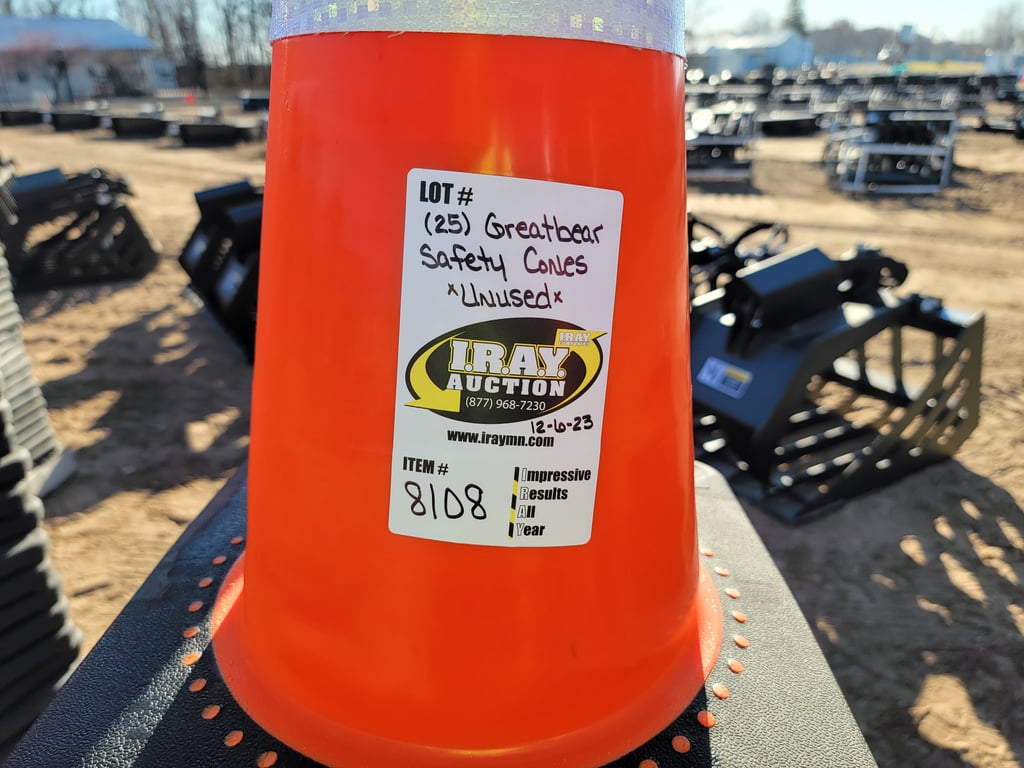 LOT #
(25) Greatbear
Safety Cones
*Unused*
I.R.A.Y.
I.R.A.Y.
AUCTION
(877) 968-7230
12-6-23
www.iraymn.com
ITEM #
8108
Impressive
Results
All
Year